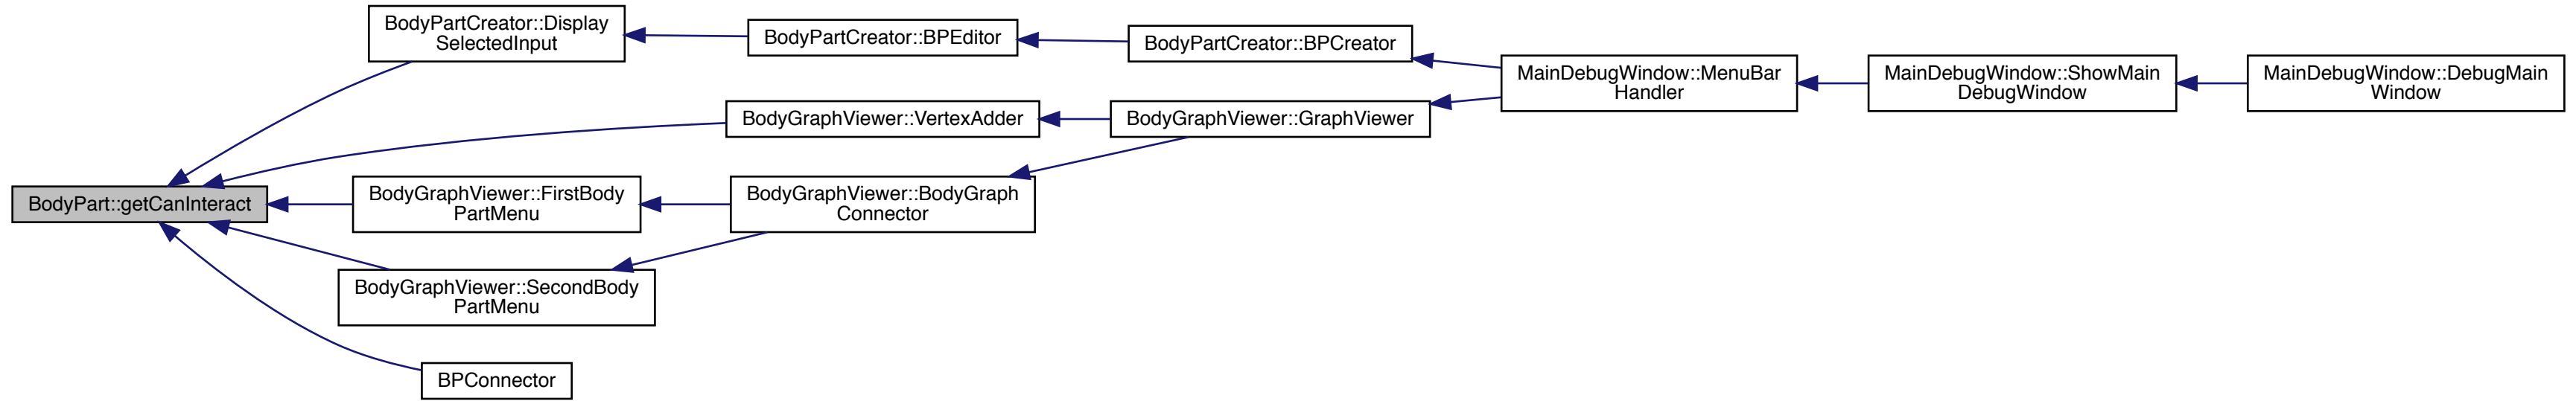 BodyPart::getCanInteract
BodyPartCreator::Display
SelectedInput
BodyPartCreator::BPEditor
BodyPartCreator::BPCreator
MainDebugWindow::MenuBar
Handler
MainDebugWindow::ShowMain
DebugWindow
MainDebugWindow::DebugMain
Window
BodyGraphViewer::VertexAdder
BodyGraphViewer::GraphViewer
BodyGraphViewer::FirstBody
PartMenu
BodyGraphViewer::BodyGraph
Connector
BodyGraphViewer::SecondBody
PartMenu
BPConnector